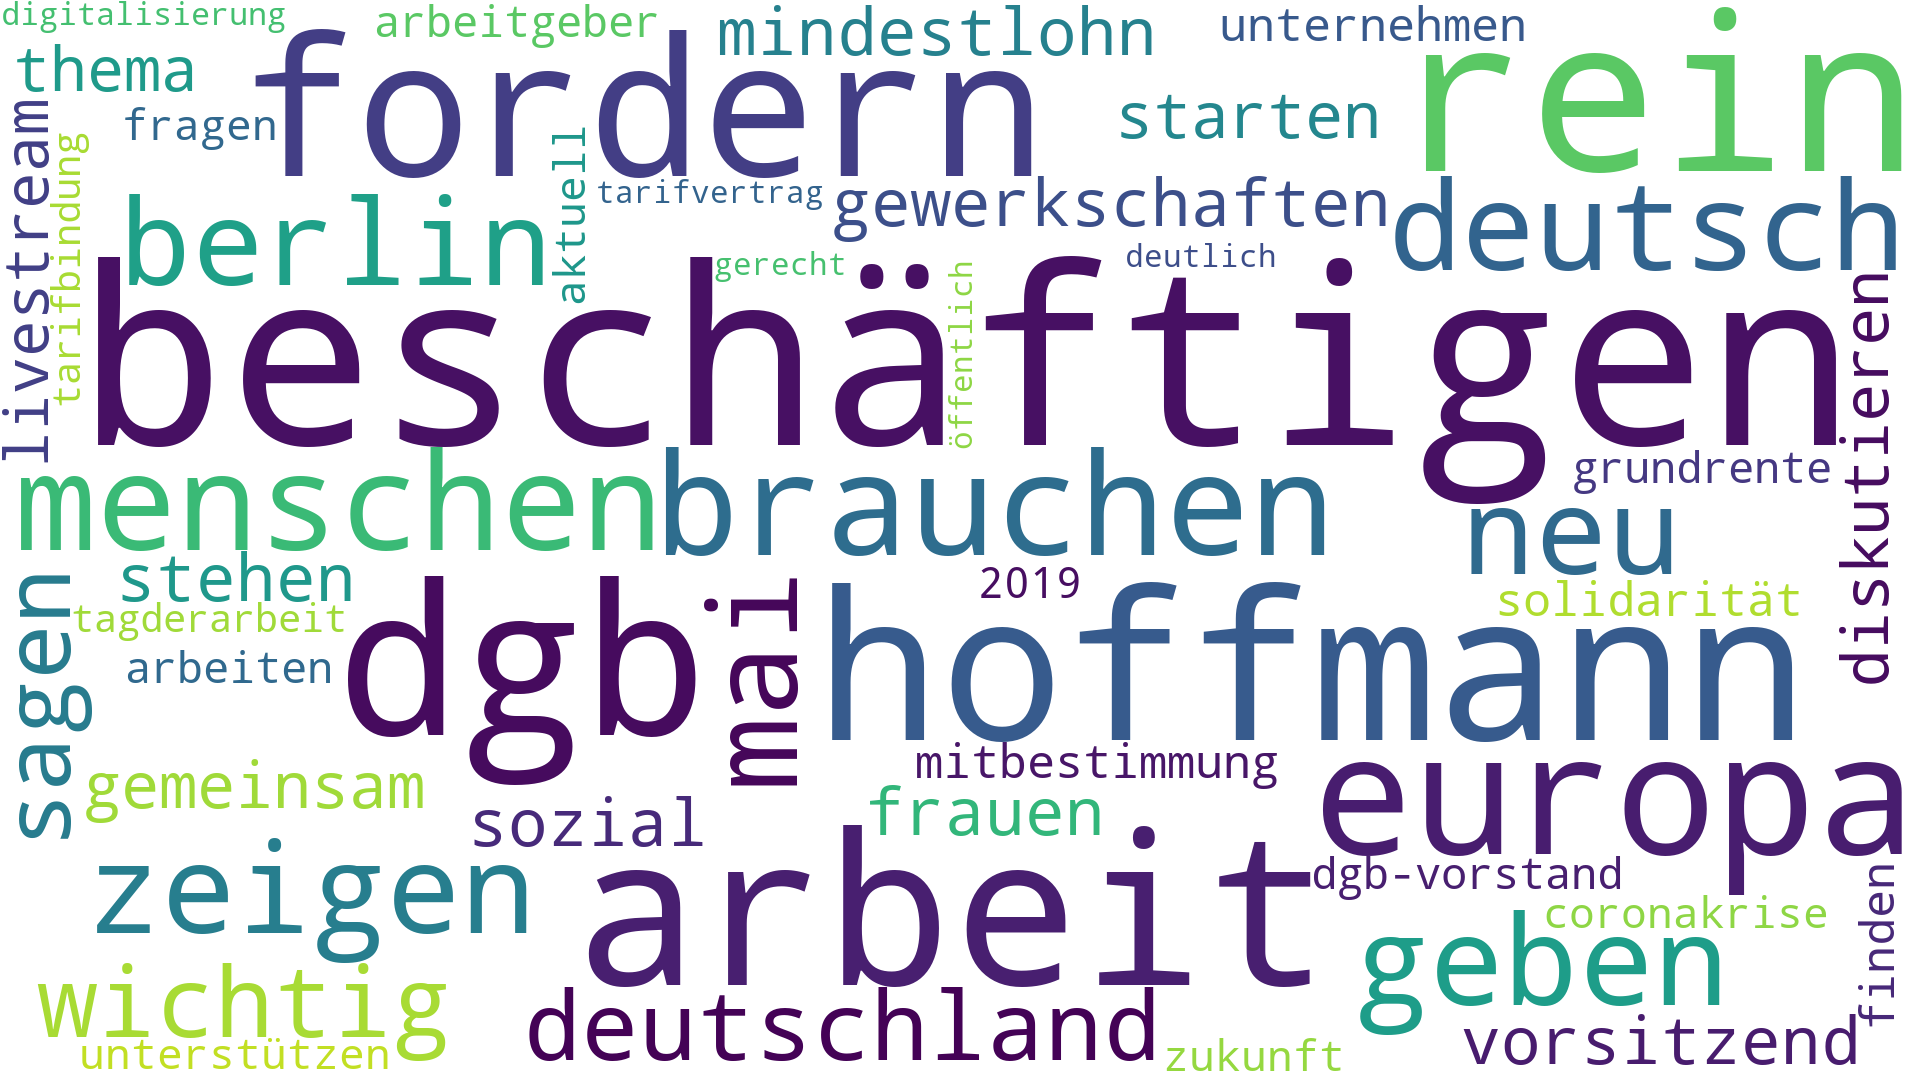 digitalisierung
arbeitgeber
mindestlohn
unternehmen
rein
fordern
thema
fragen
starten
livestream
tarifbindung
aktuell
tarifvertrag
gewerkschaften
deutsch
berlin
gerecht
deutlich
öffentlich
beschäftigen
diskutieren
menschen
brauchen
grundrente
neu
stehen
2019
solidarität
tagderarbeit
sagen
arbeiten
dgb
mai
hoffmann
mitbestimmung
europa
gemeinsam
sozial
frauen
zeigen
arbeit
dgb-vorstand
coronakrise
finden
geben
wichtig
deutschland
vorsitzend
unterstützen
zukunft